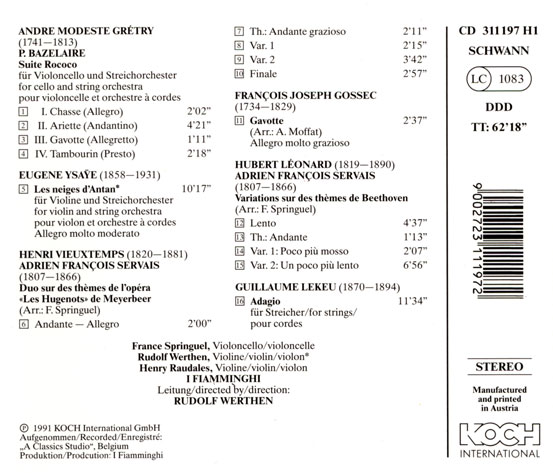 ANDRE MODESTE GRÉTRY
(1741—1813)
P. BAZELAIRE
Suite Rococo
für Violoncello und Streichorchester
for cello and string orchestra
pour violoncelle et orchestre à cordes
1 I. Chasse (Allegro) 2’02”
2 II. Ariette (Andantino) 4’21”
3 III. Gavotte (Allegretto) 1’11”
4 IV. Tambourin (Presto) 2’18”
EUGENE YSAŸE (1858—1931)
5 Les neiges d’Antan* 10’17”
für Violine und Streichorchester
for violin and string orchestra
pour violon et orchestre à cordes
Allegro molto moderato
HENRI VIEUXTEMPS (1820—1881)
ADRIEN FRANÇOIS SERVAIS
(1807—1866)
Duo sur des thèmes de l’opéra
«Les Hugenots» de Meyerbeer
(Arr.: F. Springuel)
6 Andante — Allegro 2’00”
7 Th.: Andante grazioso 2’11”
8 Var. 1 2’15”
9 Var. 2 3’42”
10 Finale 2’57”
FRANÇOIS JOSEPH GOSSEC
(1734—1829)
11 Gavotte 2’37”
(Arr.: A. Moffat)
Allegro molto grazioso
HUBERT LÉONARD (1819—1890)
ADRIEN FRANÇOIS SERVAIS
(1807—1866)
Variations sur des thèmes de Beethoven
(Arr.: F. Springuel)
12 Lento 4’37”
13 Th.: Andante 1’13”
14 Var. 1: Poco più mosso 2’07”
15 Var. 2: Un poco più lento 6’56”
GUILLAUME LEKEU (1870—1894)
16 Adagio 11’34”
für Streicher/for strings/
pour cordes
France Springuel, Violoncello/violoncelle
Rudolf Werthen, Violine/violin/violon*
Henry Raudales, Violine/violin/violon
I FIAMMINGHI
Leitung/directed by/direction:
RUDOLF WERTHEN
℗ 1991 KOCH International GmbH
Aufgenommen/Recorded/Enregistré:
„A Classics Studio”, Belgium
Produktion/Prodcution: I Fiamminghi
CD 311 197 H1
SCHWANN
LC 1083
DDD
TT: 62’18”
9 002723 111972
STEREO
Manufactured
and printed
in Austria
KOCH
INTERNATIONAL